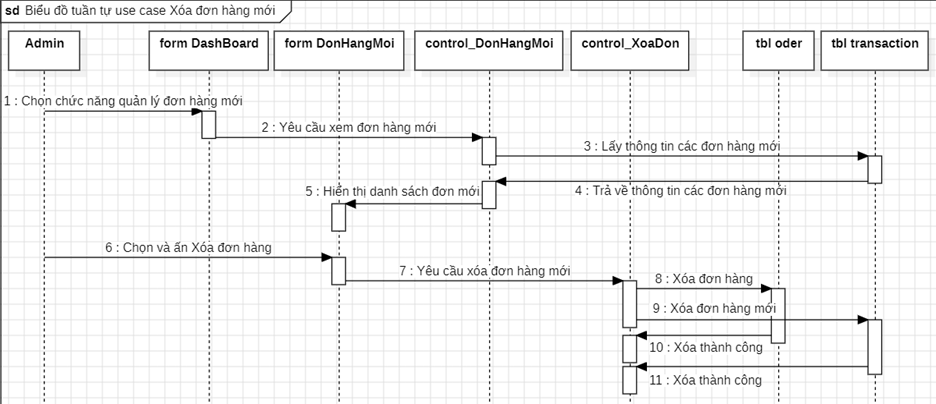 sd Biểu đồ tuần tự use case Xóa đơn hàng mới
Admin
form DashBoard
form DonHangMoi
control_DonHangMoi
control_XoaDon
tbl oder
tbl transaction
1 : Chọn chức năng quản lý đơn hàng mới
2 : Yêu cầu xem đơn hàng mới
3 : Lấy thông tin các đơn hàng mới
4 : Trả về thông tin các đơn hàng mới
5 : Hiển thị danh sách đơn mới
6 : Chọn và ấn Xóa đơn hàng
7 : Yêu cầu xóa đơn hàng mới
8 : Xóa đơn hàng
9 : Xóa đơn hàng mới
10 : Xóa thành công
11 : Xóa thành công